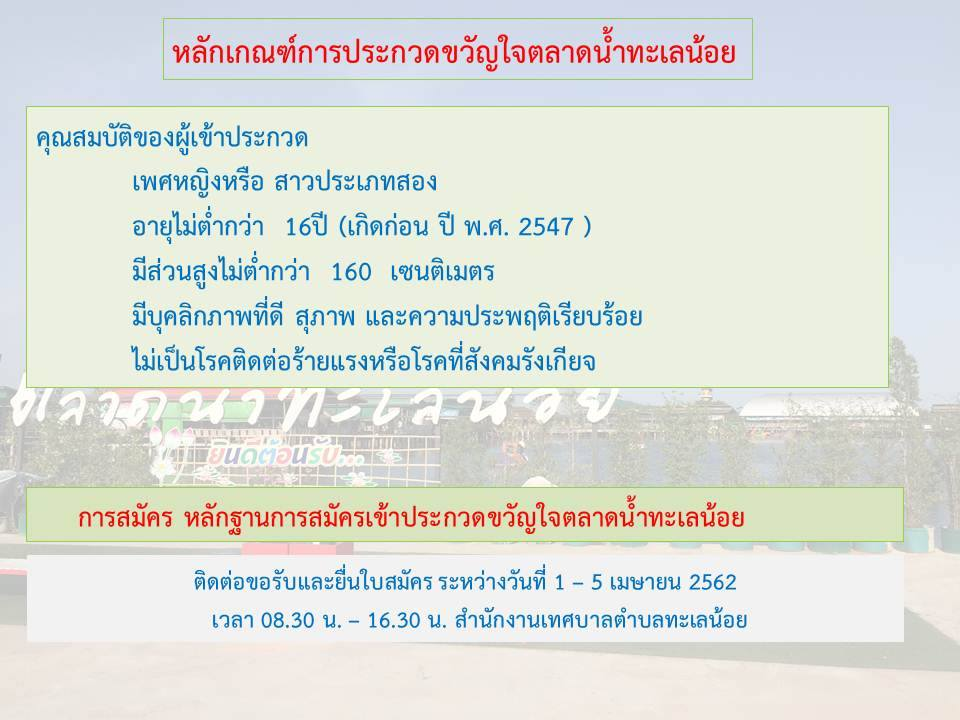 หลักเกณฑ์การประกวดขวัญใจตลาดน้ำทะเลน้อย
คุณสมบัติของผู้เข้าประกวด
เพศหญิงหรือ สาวประเภทสอง
อายุไม่ต่ำกว่า 16ปี (เกิดก่อน ปี พ.ศ. 2547 )
มีส่วนสูงไม่ต่ำกว่า 160 เซนติเมตร
มีบุคลิกภาพที่ดี สุภาพ และความประพฤติเรียบร้อย
ไม่เป็นโรคติดต่อร้ายแรงหรือโรคที่สังคมรังเกียจ
ตลาดน้ำทะเลน้อย
ยินดีต้อนรับ...
การสมัคร หลักฐานการสมัครเข้าประกวดขวัญใจตลาดน้ำทะเลน้อย
ติดต่อขอรับและยื่นใบสมัคร ระหว่างวันที่ 1 – 5 เมษายน 2562
เวลา 08.30 น. – 16.30 น. สำนักงานเทศบาลตำบลทะเลน้อย